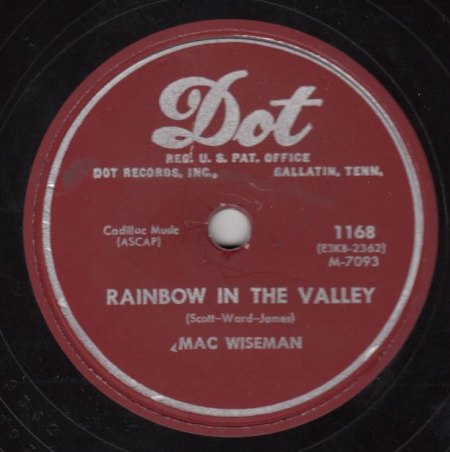 Dot
REG. U. S. PAT. OFFICE
DOT RECORDS, INC., GALLATIN, TENN.
Cadillac Music
(ASCAP)
1168
(E3KB-2362)
M-7093
RAINBOW IN THE VALLEY
(Scott-Ward-James)
MAC WISEMAN